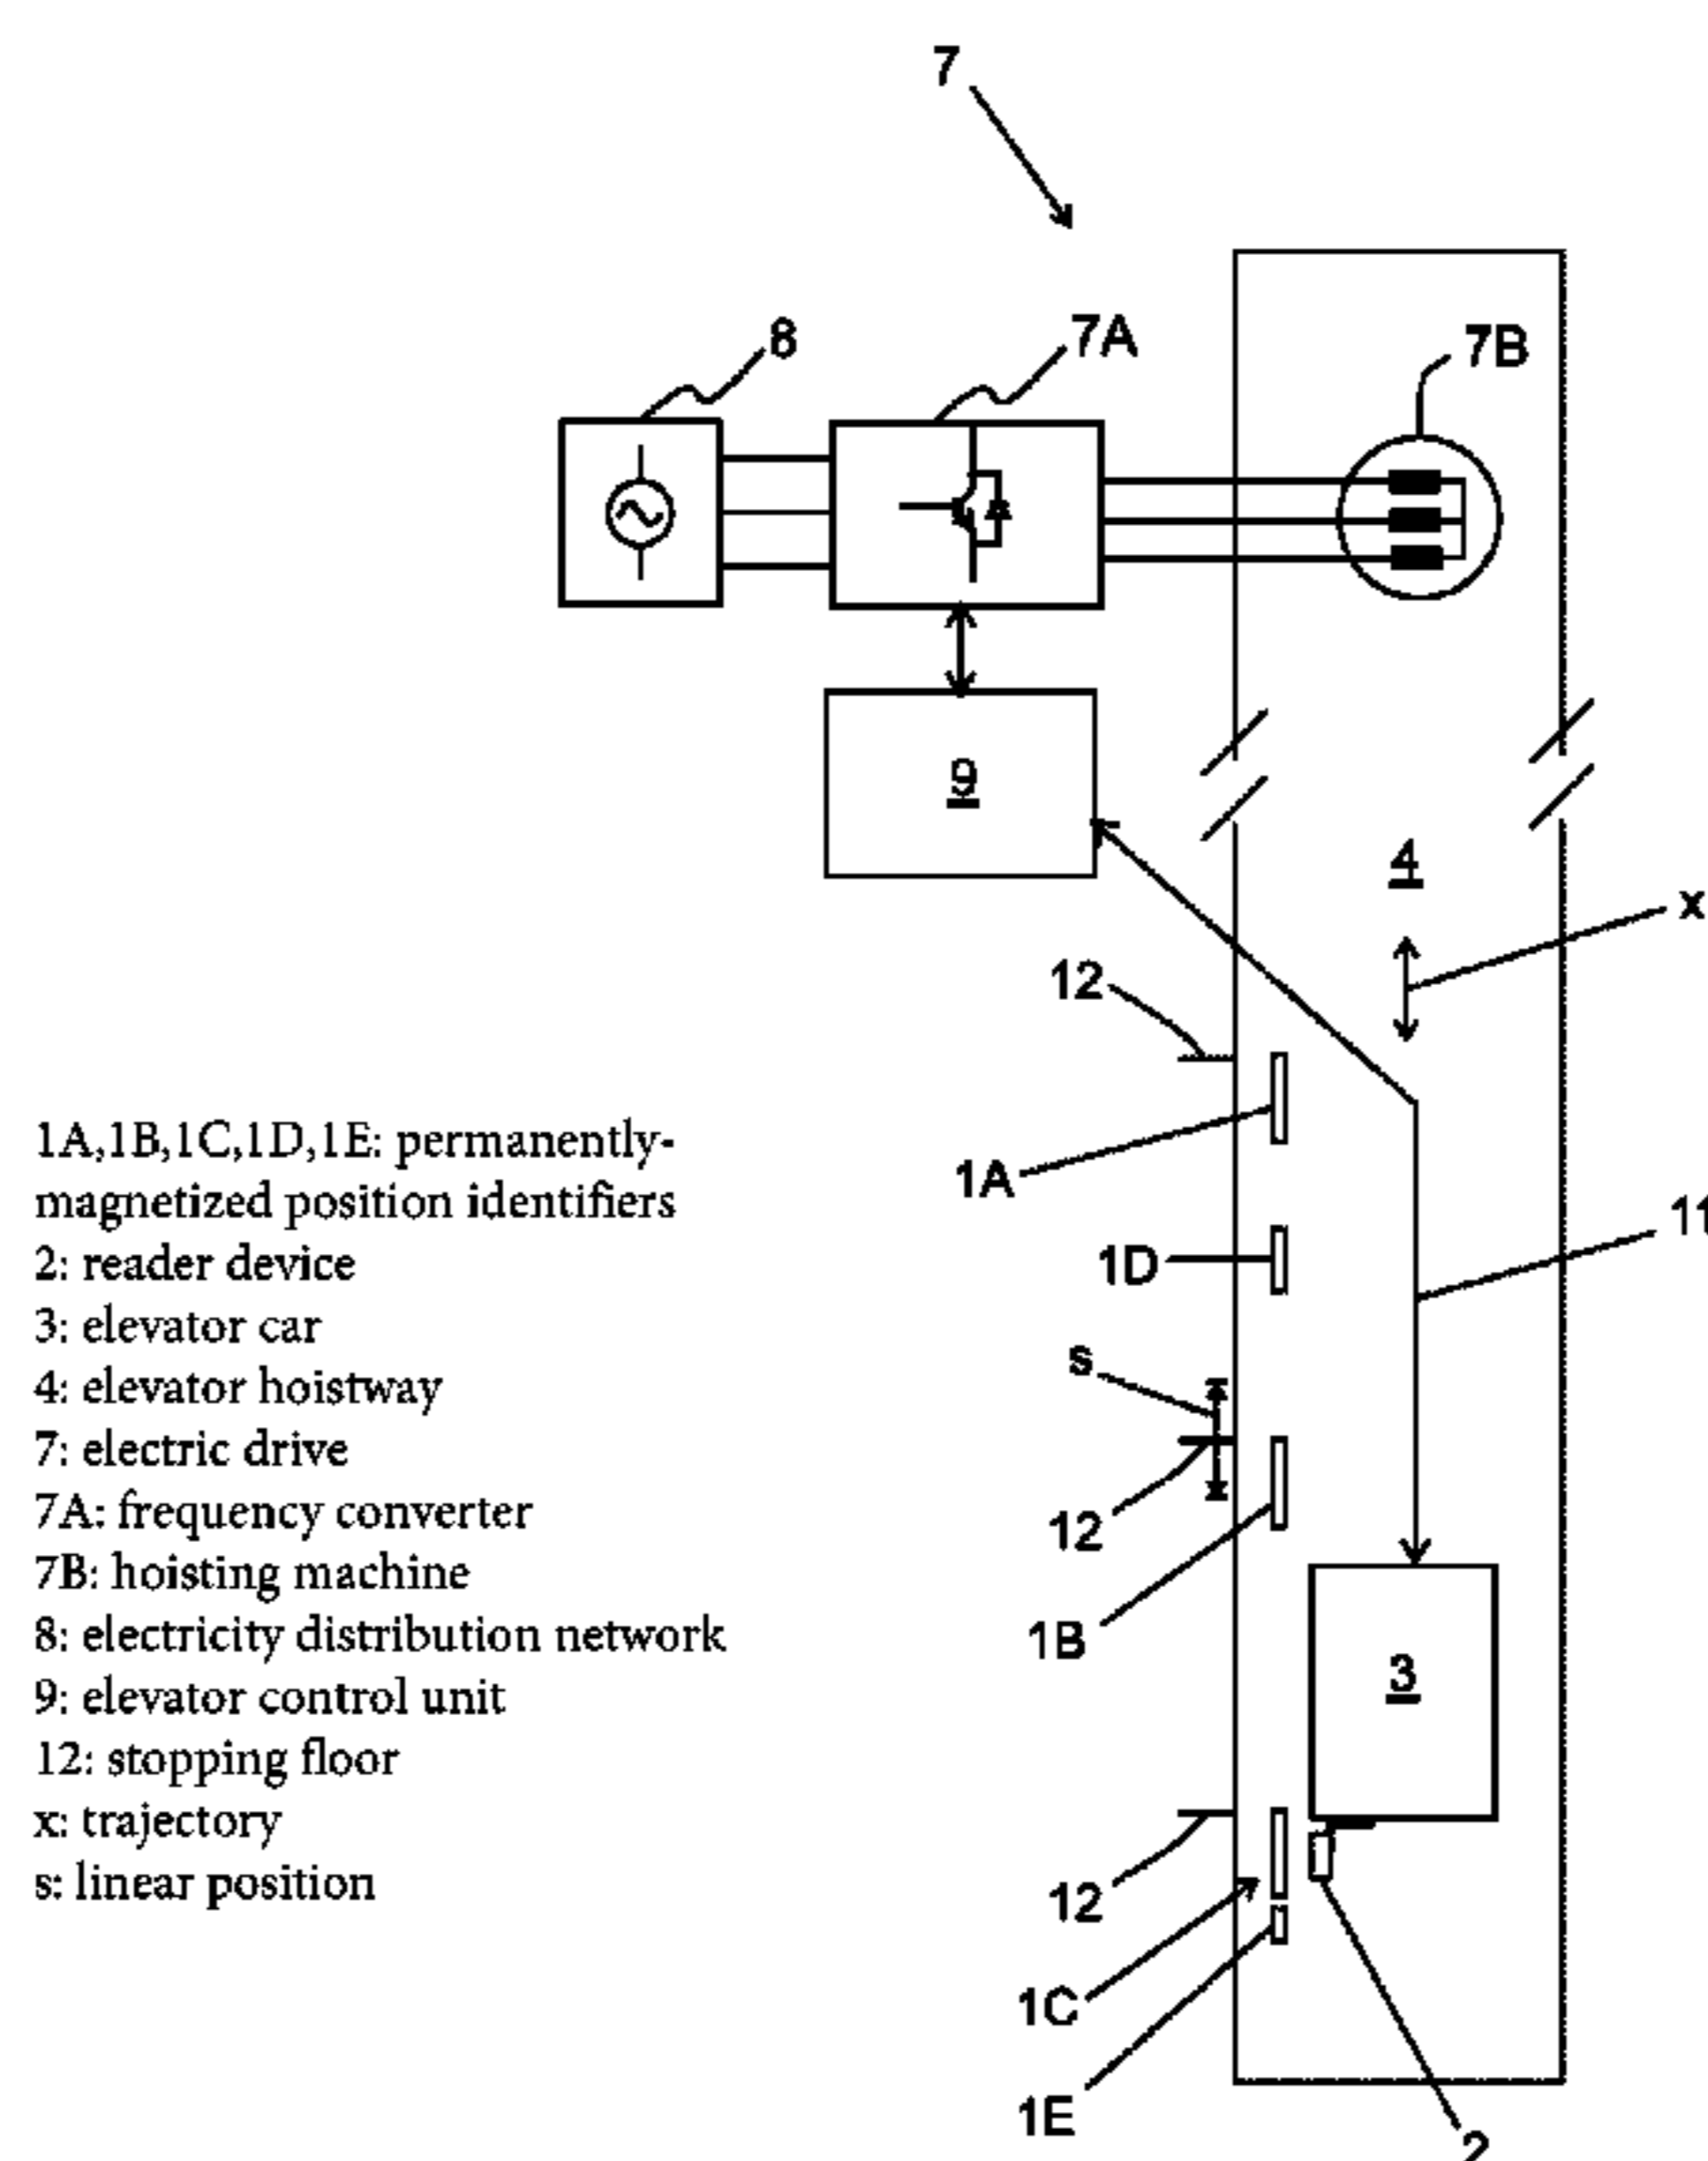 7
8
7A
7B
9
4
x
12
1A
11
1D
s
12
1B
3
12
1C
1E
2
1A,1B,1C,1D,1E: permanently-
magnetized position identifiers
2: reader device
3: elevator car
4: elevator hoistway
7: electric drive
7A: frequency converter
7B: hoisting machine
8: electricity distribution network
9: elevator control unit
12: stopping floor
x: trajectory
s: linear position